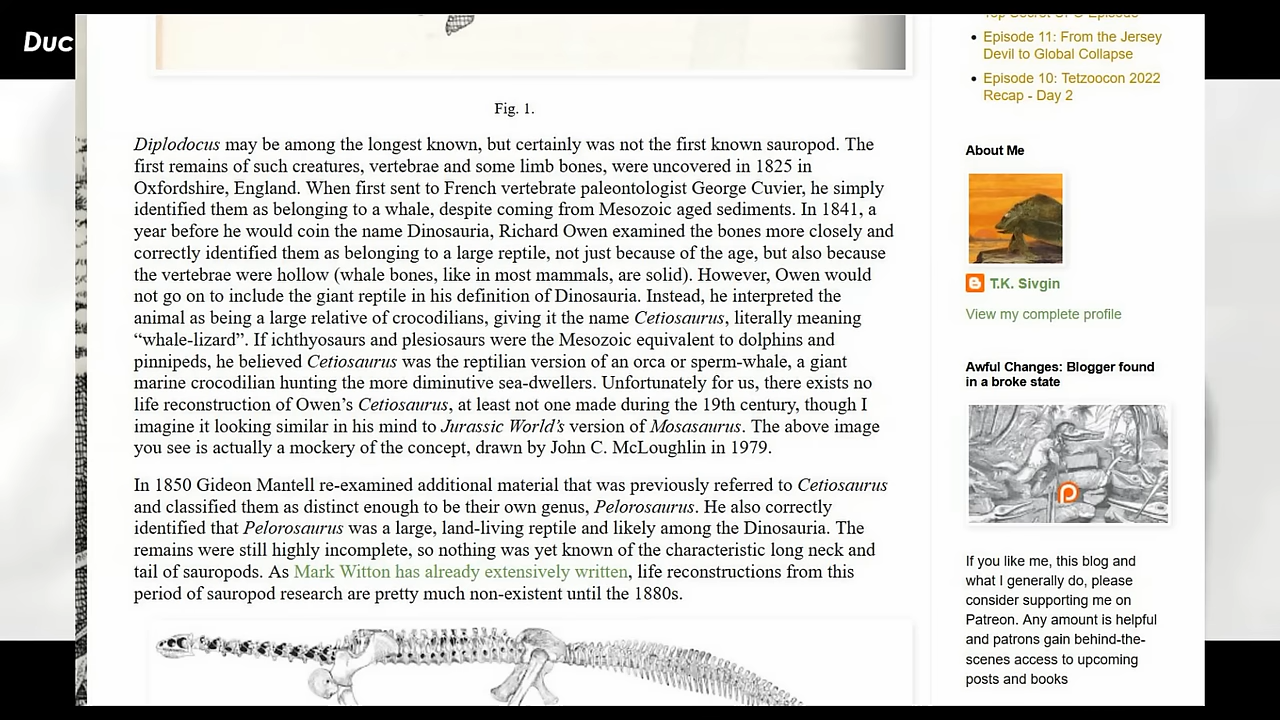 Duc
Fig. 1.
Diplodocus may be among the longest known, but certainly was not the first known sauropod. The
first remains of such creatures, vertebrae and some limb bones, were uncovered in 1825 in
Oxfordshire, England. When first sent to French vertebrate paleontologist George Cuvier, he simply
identified them as belonging to a whale, despite coming from Mesozoic aged sediments. In 1841, a
year before he would coin the name Dinosauria, Richard Owen examined the bones more closely and
correctly identified them as belonging to a large reptile, not just because of the age, but also because
the vertebrae were hollow (whale bones, like in most mammals, are solid). However, Owen would
not go on to include the giant reptile in his definition of Dinosauria. Instead, he interpreted the
animal as being a large relative of crocodilians, giving it the name Cetiosaurus, literally meaning
“whale-lizard”. If ichthyosaurs and plesiosaurs were the Mesozoic equivalent to dolphins and
pinnipeds, he believed Cetiosaurus was the reptilian version of an orca or sperm-whale, a giant
marine crocodilian hunting the more diminutive sea-dwellers. Unfortunately for us, there exists no
life reconstruction of Owen’s Cetiosaurus, at least not one made during the 19th century, though I
imagine it looking similar in his mind to Jurassic World’s version of Mosasaurus. The above image
you see is actually a mockery of the concept, drawn by John C. McLoughlin in 1979.
In 1850 Gideon Mantell re-examined additional material that was previously referred to Cetiosaurus
and classified them as distinct enough to be their own genus, Pelorosaurus. He also correctly
identified that Pelorosaurus was a large, land-living reptile and likely among the Dinosauria. The
remains were still highly incomplete, so nothing was yet known of the characteristic long neck and
tail of sauropods. As Mark Witton has already extensively written, life reconstructions from this
period of sauropod research are pretty much non-existent until the 1880s.
Episode 11: From the Jersey
Devil to Global Collapse
Episode 10: Tetzoocon 2022
Recap - Day 2
About Me
T.K. Sivgin
View my complete profile
Awful Changes: Blogger found
in a broke state
If you like me, this blog and
what I generally do, please
consider supporting me on
Patreon. Any amount is helpful
and patrons gain behind-the-
scenes access to upcoming
posts and books